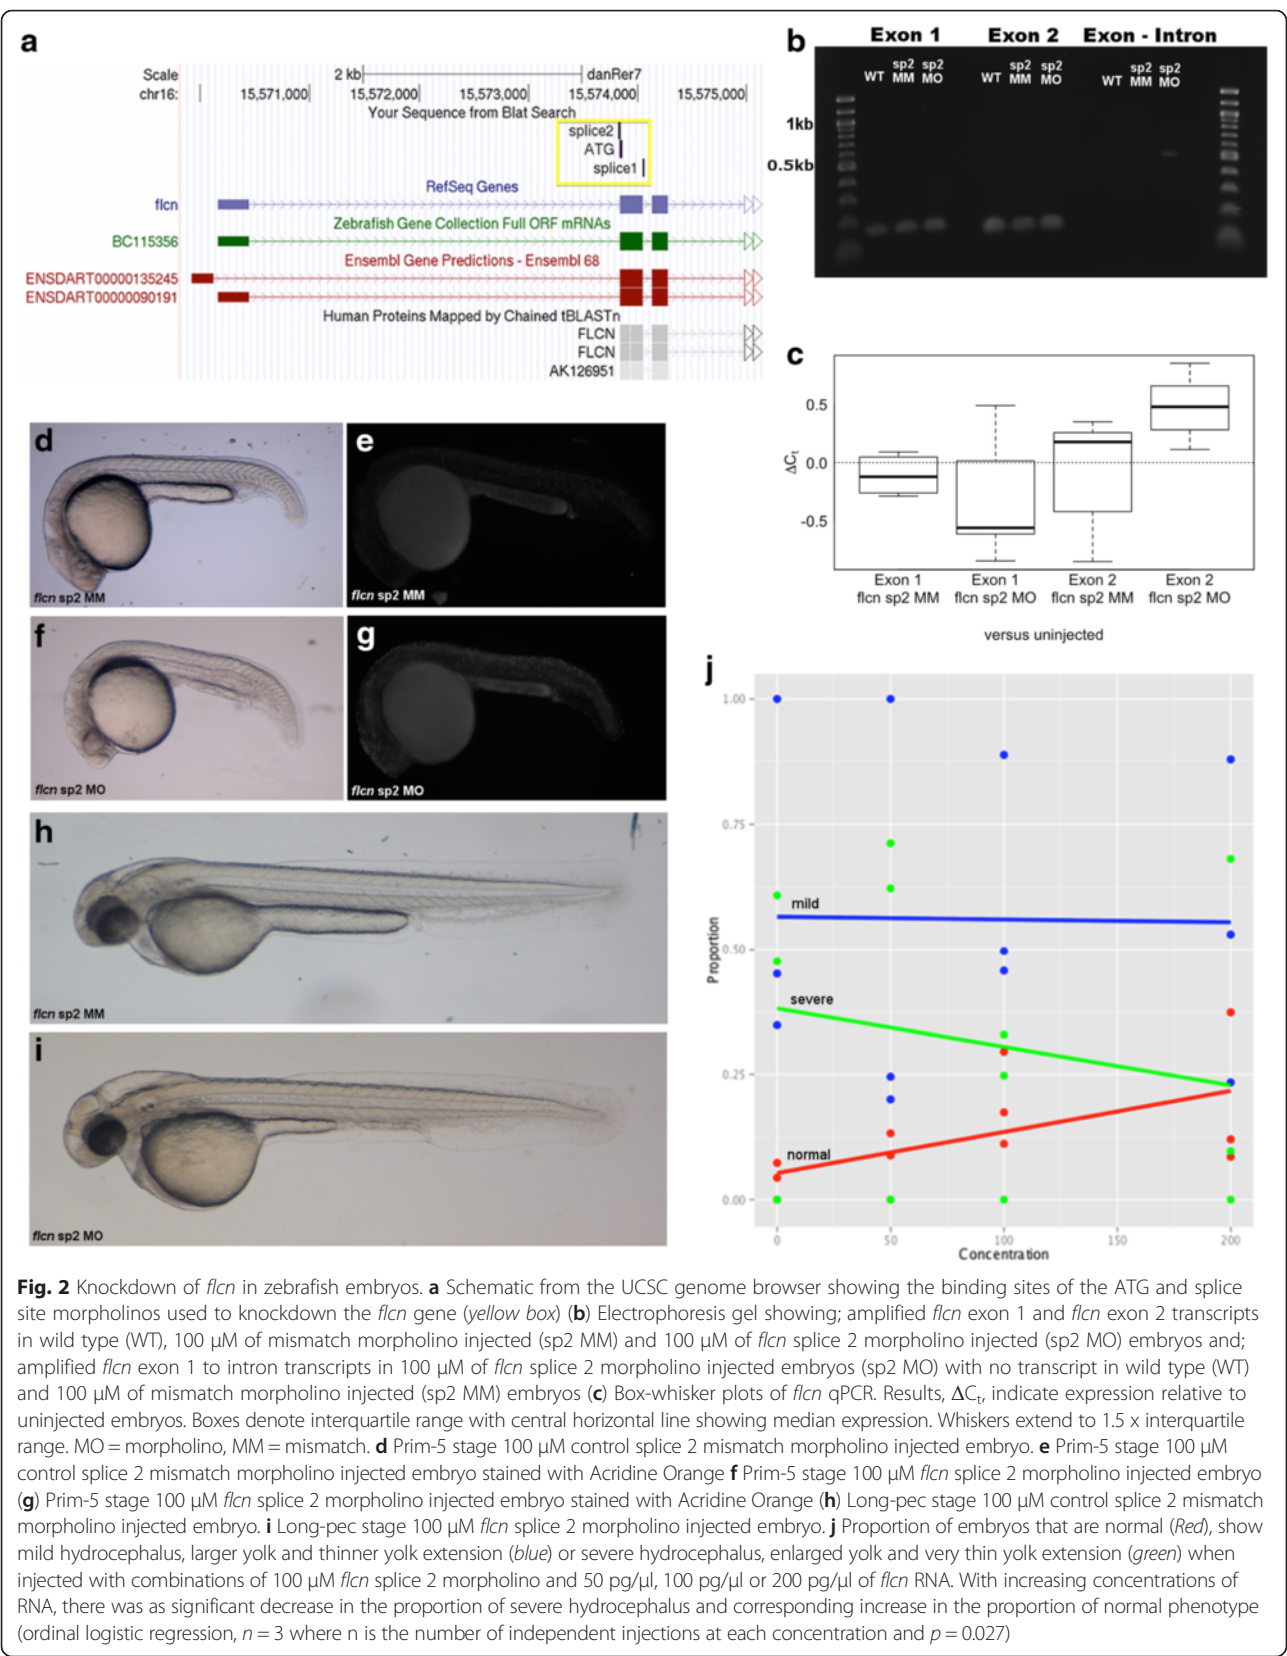 a
Scale
2 kb
danRer7
chr16:
15,571,000
15,572,000
15,573,000
15,574,000
15,575,000
Your Sequence from Blat Search
splice2
ATG
splice1
RefSeq Genes
flcn
Zebrafish Gene Collection Full ORF mRNAs
BC115356
Ensembl Gene Predictions - Ensembl 68
ENSDART00000135245
ENSDART00000090191
Human Proteins Mapped by Chained tBLASTn
FLCN
FLCN
AK126951
b
Exon 1 Exon 2 Exon - Intron
WT sp2 MM sp2 MO WT sp2 MM sp2 MO WT sp2 MM sp2 MO
1kb
0.5kb
c
0.5
0.0
-0.5
ΔCt
Exon 1 flcn sp2 MM
Exon 1 flcn sp2 MO
Exon 2 flcn sp2 MM
Exon 2 flcn sp2 MO
versus uninjected
d
flcn sp2 MM
e
flcn sp2 MM
f
flcn sp2 MO
g
flcn sp2 MO
h
flcn sp2 MM
i
flcn sp2 MO
j
1.00
0.75
0.50
0.25
0.00
Proportion
mild
severe
normal
0 50 100 150 200
Concentration
Fig. 2 Knockdown of flcn in zebrafish embryos. a Schematic from the UCSC genome browser showing the binding sites of the ATG and splice
site morpholinos used to knockdown the flcn gene (yellow box) (b) Electrophoresis gel showing; amplified flcn exon 1 and flcn exon 2 transcripts
in wild type (WT), 100 μM of mismatch morpholino injected (sp2 MM) and 100 μM of flcn splice 2 morpholino injected (sp2 MO) embryos and;
amplified flcn exon 1 to intron transcripts in 100 μM of flcn splice 2 morpholino injected embryos (sp2 MO) with no transcript in wild type (WT)
and 100 μM of mismatch morpholino injected (sp2 MM) embryos (c) Box-whisker plots of flcn qPCR. Results, ΔCt, indicate expression relative to
uninjected embryos. Boxes denote interquartile range with central horizontal line showing median expression. Whiskers extend to 1.5 x interquartile
range. MO = morpholino, MM = mismatch. d Prim-5 stage 100 μM control splice 2 mismatch morpholino injected embryo. e Prim-5 stage 100 μM
control splice 2 mismatch morpholino injected embryo stained with Acridine Orange f Prim-5 stage 100 μM flcn splice 2 morpholino injected embryo
(g) Prim-5 stage 100 μM flcn splice 2 morpholino injected embryo stained with Acridine Orange (h) Long-pec stage 100 μM control splice 2 mismatch
morpholino injected embryo. i Long-pec stage 100 μM flcn splice 2 morpholino injected embryo. j Proportion of embryos that are normal (Red), show
mild hydrocephalus, larger yolk and thinner yolk extension (blue) or severe hydrocephalus, enlarged yolk and very thin yolk extension (green) when
injected with combinations of 100 μM flcn splice 2 morpholino and 50 pg/μl, 100 pg/μl or 200 pg/μl of flcn RNA. With increasing concentrations of
RNA, there was as significant decrease in the proportion of severe hydrocephalus and corresponding increase in the proportion of normal phenotype
(ordinal logistic regression, n = 3 where n is the number of independent injections at each concentration and p = 0.027)